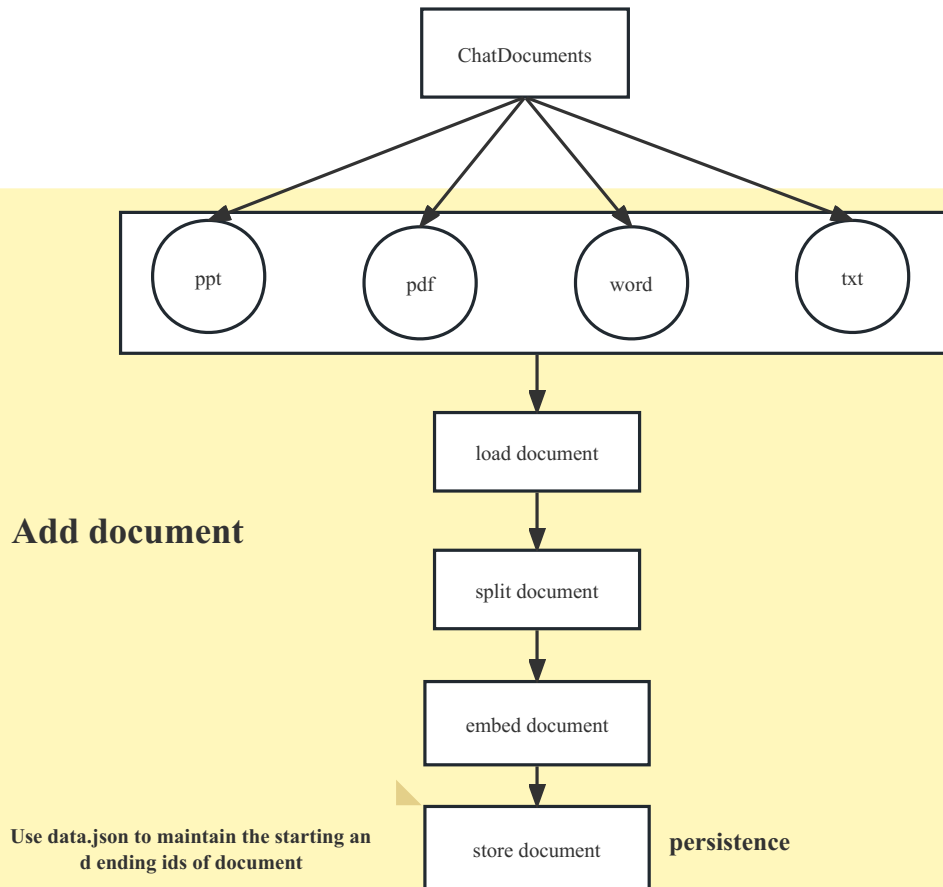 ChatDocuments
ppt
pdf
word
txt
load document
Add document
split document
embed document
Use data.json to maintain the starting an
d ending ids of document
store document
persistence